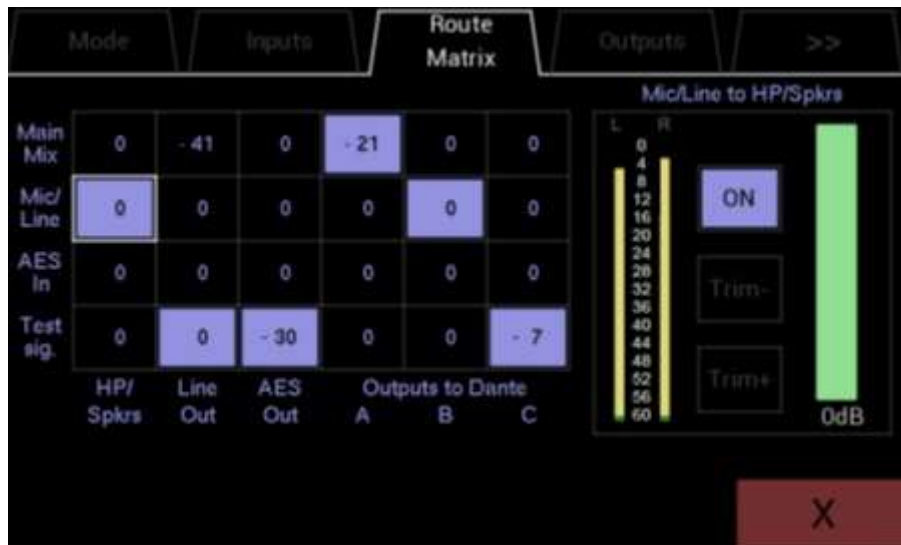 Mode Inputs Route Matrix Outputs >>
Mic/Line to HP/Spkrs
Main Mix 0 - 41 0 - 21 0 0
Mic/ Line 0 0 0 0 0 0
AES In 0 0 0 0 0 0
Test sig. 0 0 - 30 0 0 - 7
HP/ Spkrs Line Out AES Out Outputs to Dante
A B C
L R
0
4
8
12
16
20
24
28
32
36
40
44
48
52
56
60
ON
Trim-
Trim+
0dB
X